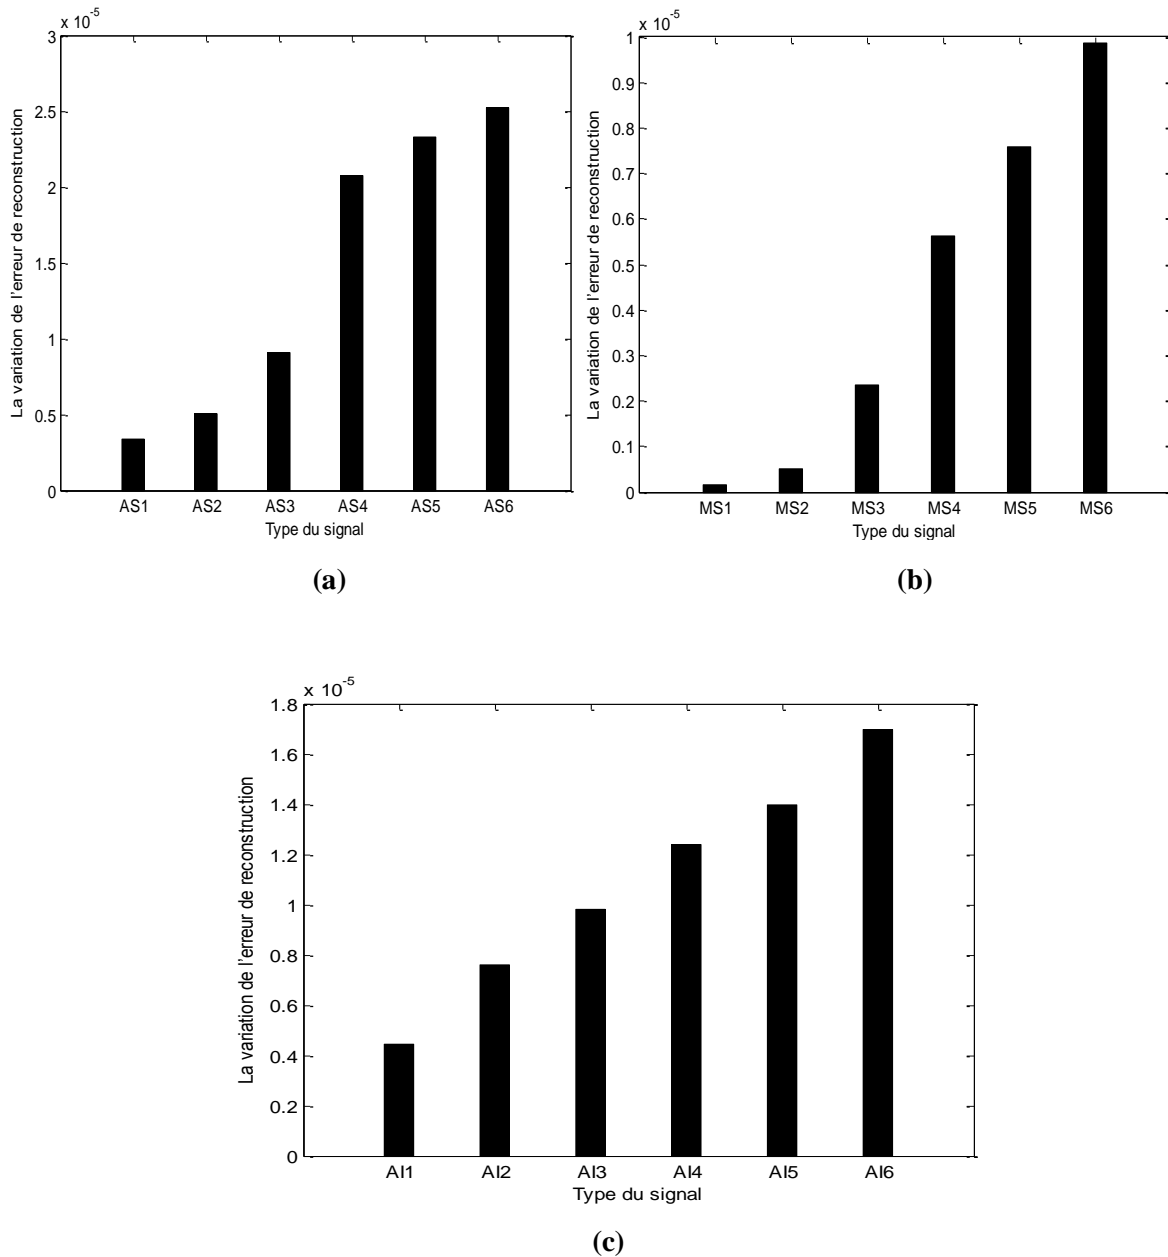 x 10-5
3
2.5
2
1.5
1
0.5
0
La variation de l'erreur de reconstruction
AS1 AS2 AS3 AS4 AS5 AS6
Type du signal
(a)
x 10-5
1
0.9
0.8
0.7
0.6
0.5
0.4
0.3
0.2
0.1
0
La variation de l'erreur de reconstruction
MS1 MS2 MS3 MS4 MS5 MS6
Type du signal
(b)
x 10-5
1.8
1.6
1.4
1.2
1
0.8
0.6
0.4
0.2
0
La variation de l'erreur de reconstruction
AI1 AI2 AI3 AI4 AI5 AI6
Type du signal
(c)